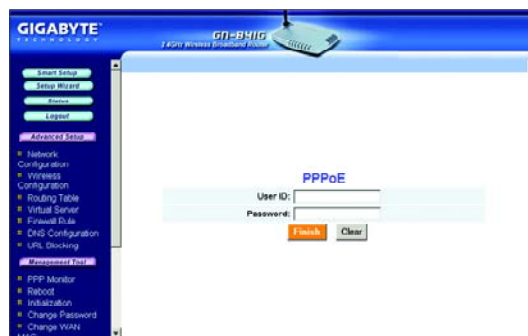 GIGABYTE
TECHNOLOGY
GN-B41G
2.4GHz Wireless Broadband Router
Smart Setup
Setup Wizard
Status
Logout
Advanced Setup
Network
Configuration
Wireless
Configuration
Routing Table
Virtual Server
Firewall Rule
DNS Configuration
URL Blocking
Management Tool
PPP Monitor
Reboot
Initialization
Change Password
Change WAN
MAC
PPPoE
User ID:
Password:
Finish Clear